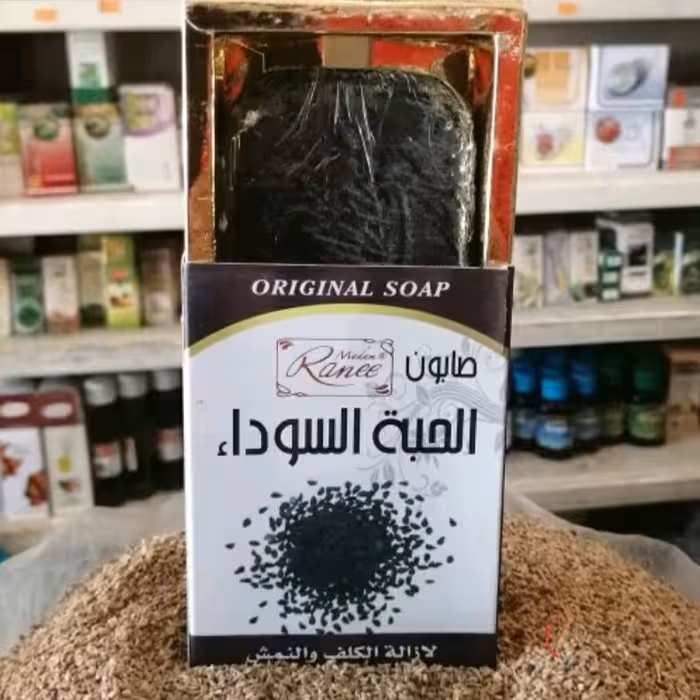 ORIGINAL SOAP
صابون Madam Ranee
الحبة السوداء
لازالة الكلف والنمش